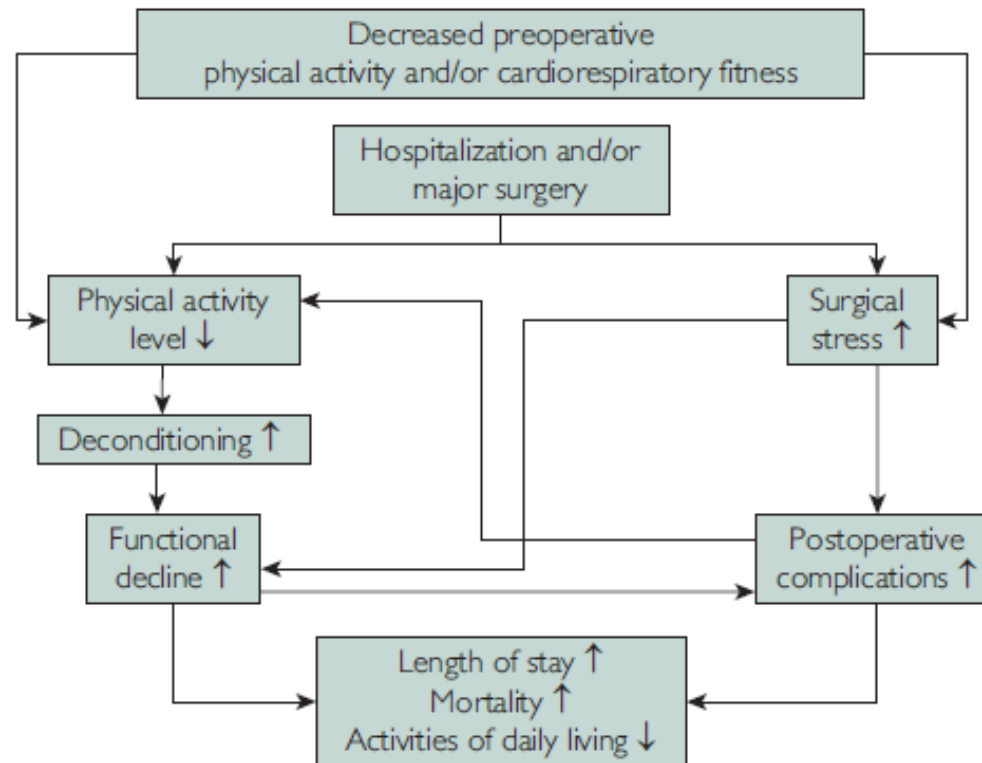 Decreased preoperative
physical activity and/or cardiorespiratory fitness
Hospitalization and/or
major surgery
Physical activity
level ↓
Surgical
stress ↑
Deconditioning ↑
Functional
decline ↑
Postoperative
complications ↑
Length of stay ↑
Mortality ↑
Activities of daily living ↓